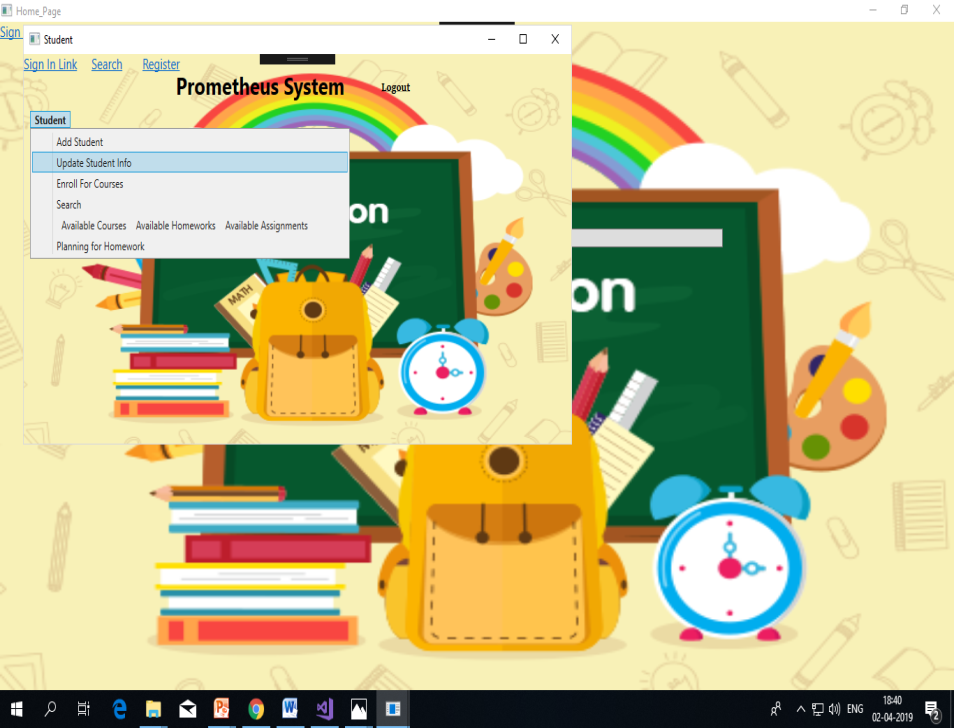 Home_Page
Sign
Student
Sign In Link Search Register
Prometheus System Logout
Student
Add Student
Update Student Info
Enroll For Courses
Search
Available Courses Available Homeworks Available Assignments
Planning for Homework
on
on
MATH
18:40
ENG
02-04-2019
2